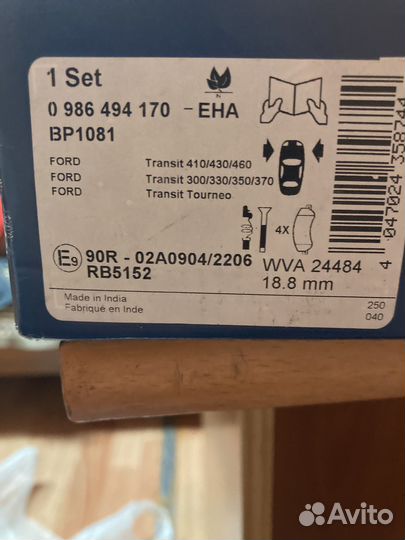 1 Set
N
0 986 494 170 - EHA
BP1081
FORD Transit 410/430/460
FORD Transit 300/330/350/370
FORD Transit Tourneo
4X
E9 90R - 02A0904/2206
RB5152
WVA 24484
18.8 mm
Made in India
Fabriqué en Inde
250
040
4 047024 358744
Avito